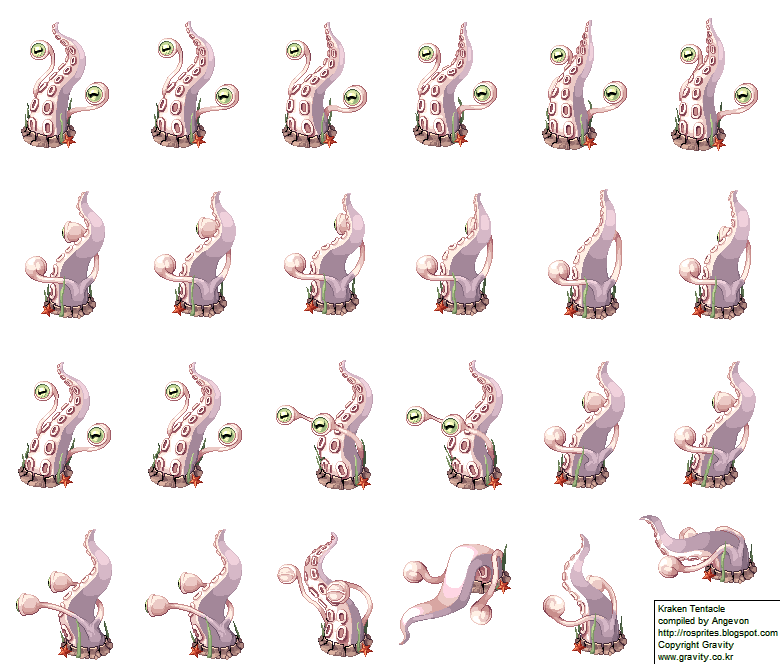 Kraken Tentacle
compiled by Angevon
http://rosprites.blogspot.com
Copyright Gravity
www.gravity.co.kr